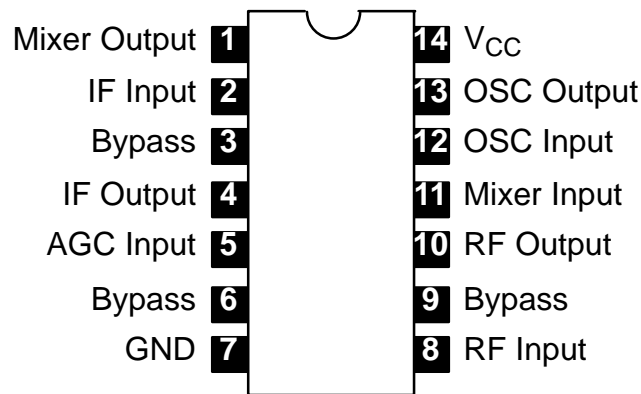 Mixer Output 1 14 VCC
IF Input 2 13 OSC Output
Bypass 3 12 OSC Input
IF Output 4 11 Mixer Input
AGC Input 5 10 RF Output
Bypass 6 9 Bypass
GND 7 8 RF Input